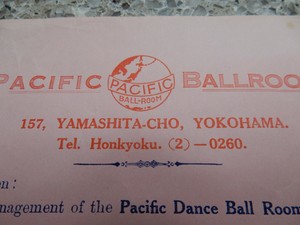 PACIFIC PACIFIC BALL-ROOM BALLROO
157, YAMASHITA-CHO, YOKOHAMA.
Tel. Honkyoku. (2)—0260.
en :
nagement of the Pacific Dance Ball Room